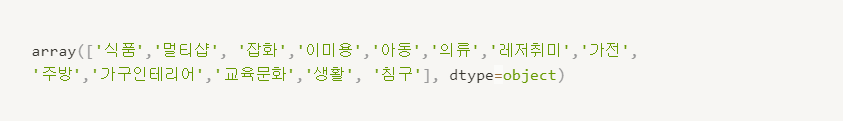 array(['식품','멀티샵', '잡화','이미용','아동','의류','레저취미','가전',
'주방','가구인테리어','교육문화','생활', '침구'], dtype=object)